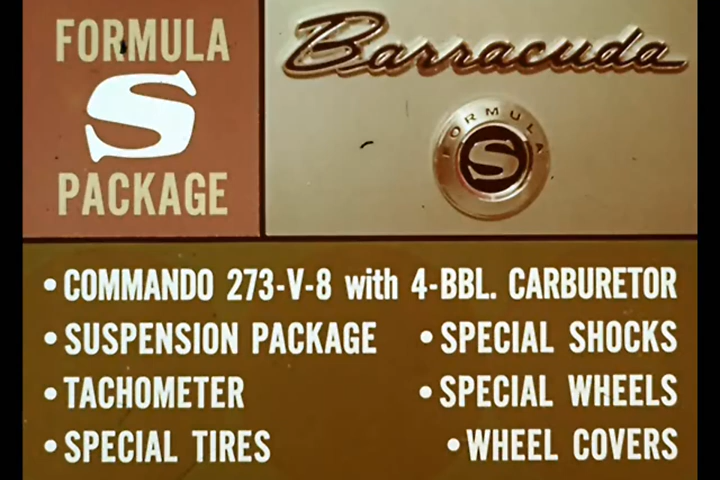 FORMULA
S
PACKAGE
Barracuda
FORMULA
S
• COMMANDO 273-V-8 with 4-BBL. CARBURETOR
• SUSPENSION PACKAGE • SPECIAL SHOCKS
• TACHOMETER • SPECIAL WHEELS
• SPECIAL TIRES • WHEEL COVERS